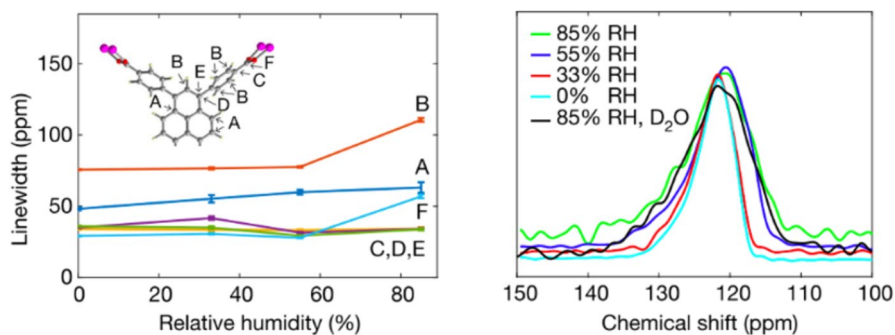 150
100
50
0
Linewidth (ppm)
0 20 40 60 80
Relative humidity (%)
B
B
E
F
C
A
D
B
A
B
A
F
C,D,E
85% RH
55% RH
33% RH
0% RH
85% RH, D₂O
150 140 130 120 110 100
Chemical shift (ppm)